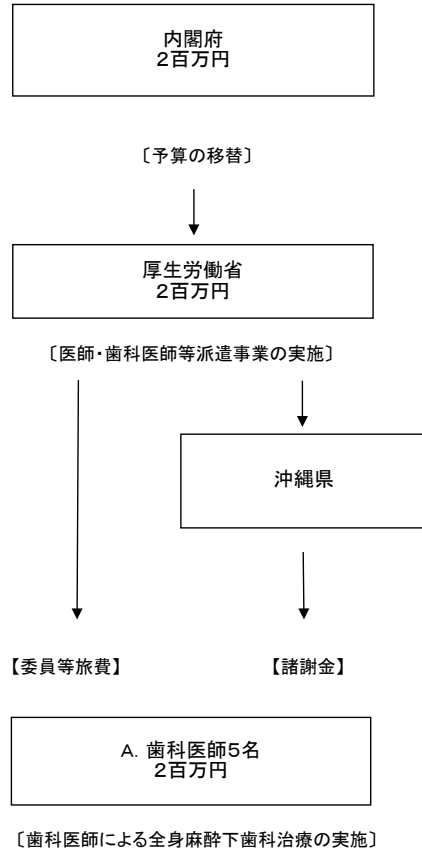 内閣府
2百万円
〔予算の移替〕
厚生労働省
2百万円
〔医師・歯科医師等派遣事業の実施〕
沖縄県
【委員等旅費】
【諸謝金】
A. 歯科医師5名
2百万円
〔歯科医師による全身麻酔下歯科治療の実施〕